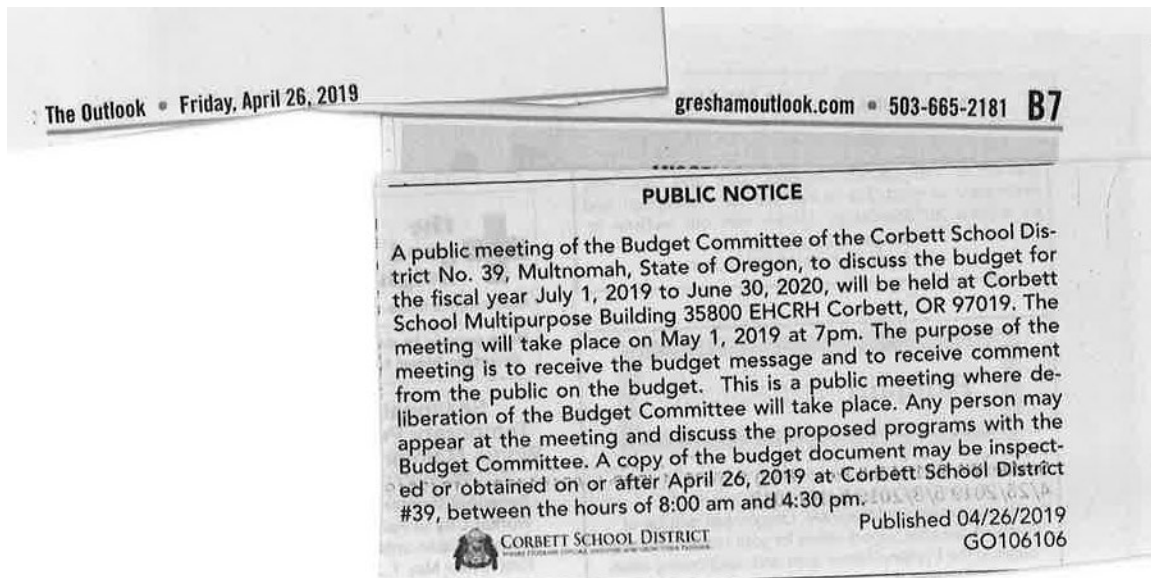 The Outlook • Friday, April 26, 2019
greshamoutlook.com • 503-665-2181 B7
PUBLIC NOTICE
A public meeting of the Budget Committee of the Corbett School Dis-
trict No. 39, Multnomah, State of Oregon, to discuss the budget for
the fiscal year July 1, 2019 to June 30, 2020, will be held at Corbett
School Multipurpose Building 35800 EHCRH Corbett, OR 97019. The
meeting will take place on May 1, 2019 at 7pm. The purpose of the
meeting is to receive the budget message and to receive comment
from the public on the budget. This is a public meeting where de-
liberation of the Budget Committee will take place. Any person may
appear at the meeting and discuss the proposed programs with the
Budget Committee. A copy of the budget document may be inspect-
ed or obtained on or after April 26, 2019 at Corbett School District
#39, between the hours of 8:00 am and 4:30 pm.
Published 04/26/2019
GO106106
CORBETT SCHOOL DISTRICT